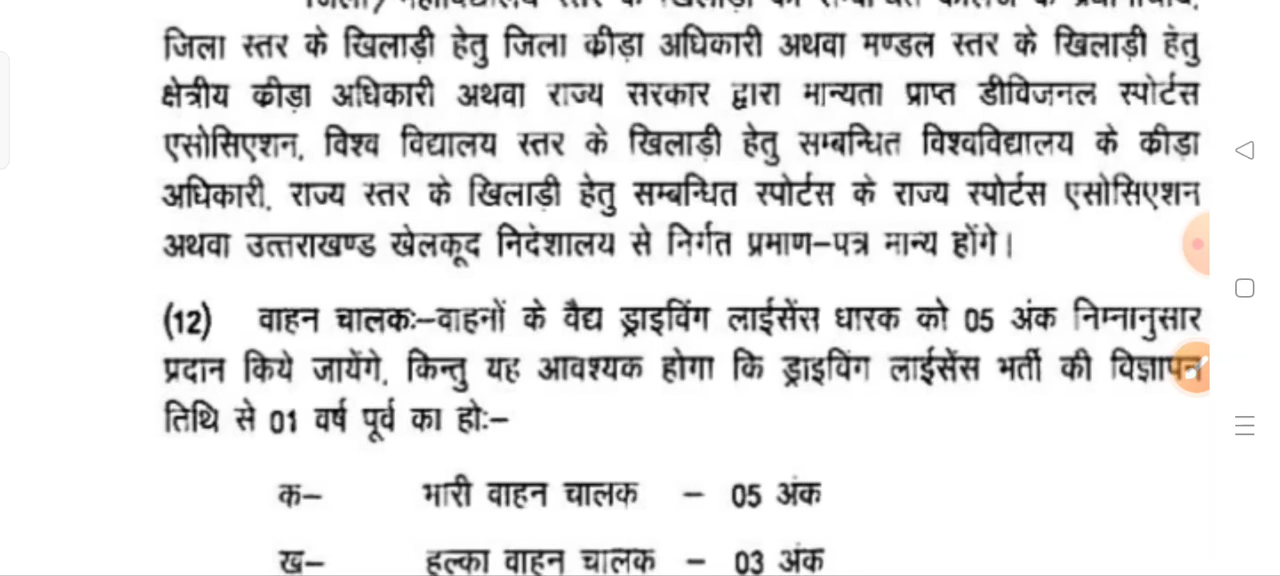 जिला स्तर के खिलाड़ी हेतु जिला क्रीड़ा अधिकारी अथवा मण्डल स्तर के खिलाड़ी हेतु
क्षेत्रीय क्रीड़ा अधिकारी अथवा राज्य सरकार द्वारा मान्यता प्राप्त डीविजनल स्पोर्टस
एसोसिएशन, विश्व विद्यालय स्तर के खिलाड़ी हेतु सम्बन्धित विश्वविद्यालय के क्रीड़ा
अधिकारी, राज्य स्तर के खिलाड़ी हेतु सम्बन्धित स्पोर्टस के राज्य स्पोर्टस एसोसिएशन
अथवा उत्तराखण्ड खेलकूद निदेशालय से निर्गत प्रमाण–पत्र मान्य होंगे।
(12) वाहन चालकः–वाहनों के वैद्य ड्राइविंग लाईसेंस धारक को 05 अंक निम्नानुसार
प्रदान किये जायेंगे, किन्तु यह आवश्यक होगा कि ड्राइविंग लाईसेंस भर्ती की विज्ञापन
तिथि से 01 वर्ष पूर्व का होः–
क– भारी वाहन चालक – 05 अंक
ख– हल्का वाहन चालक – 03 अंक